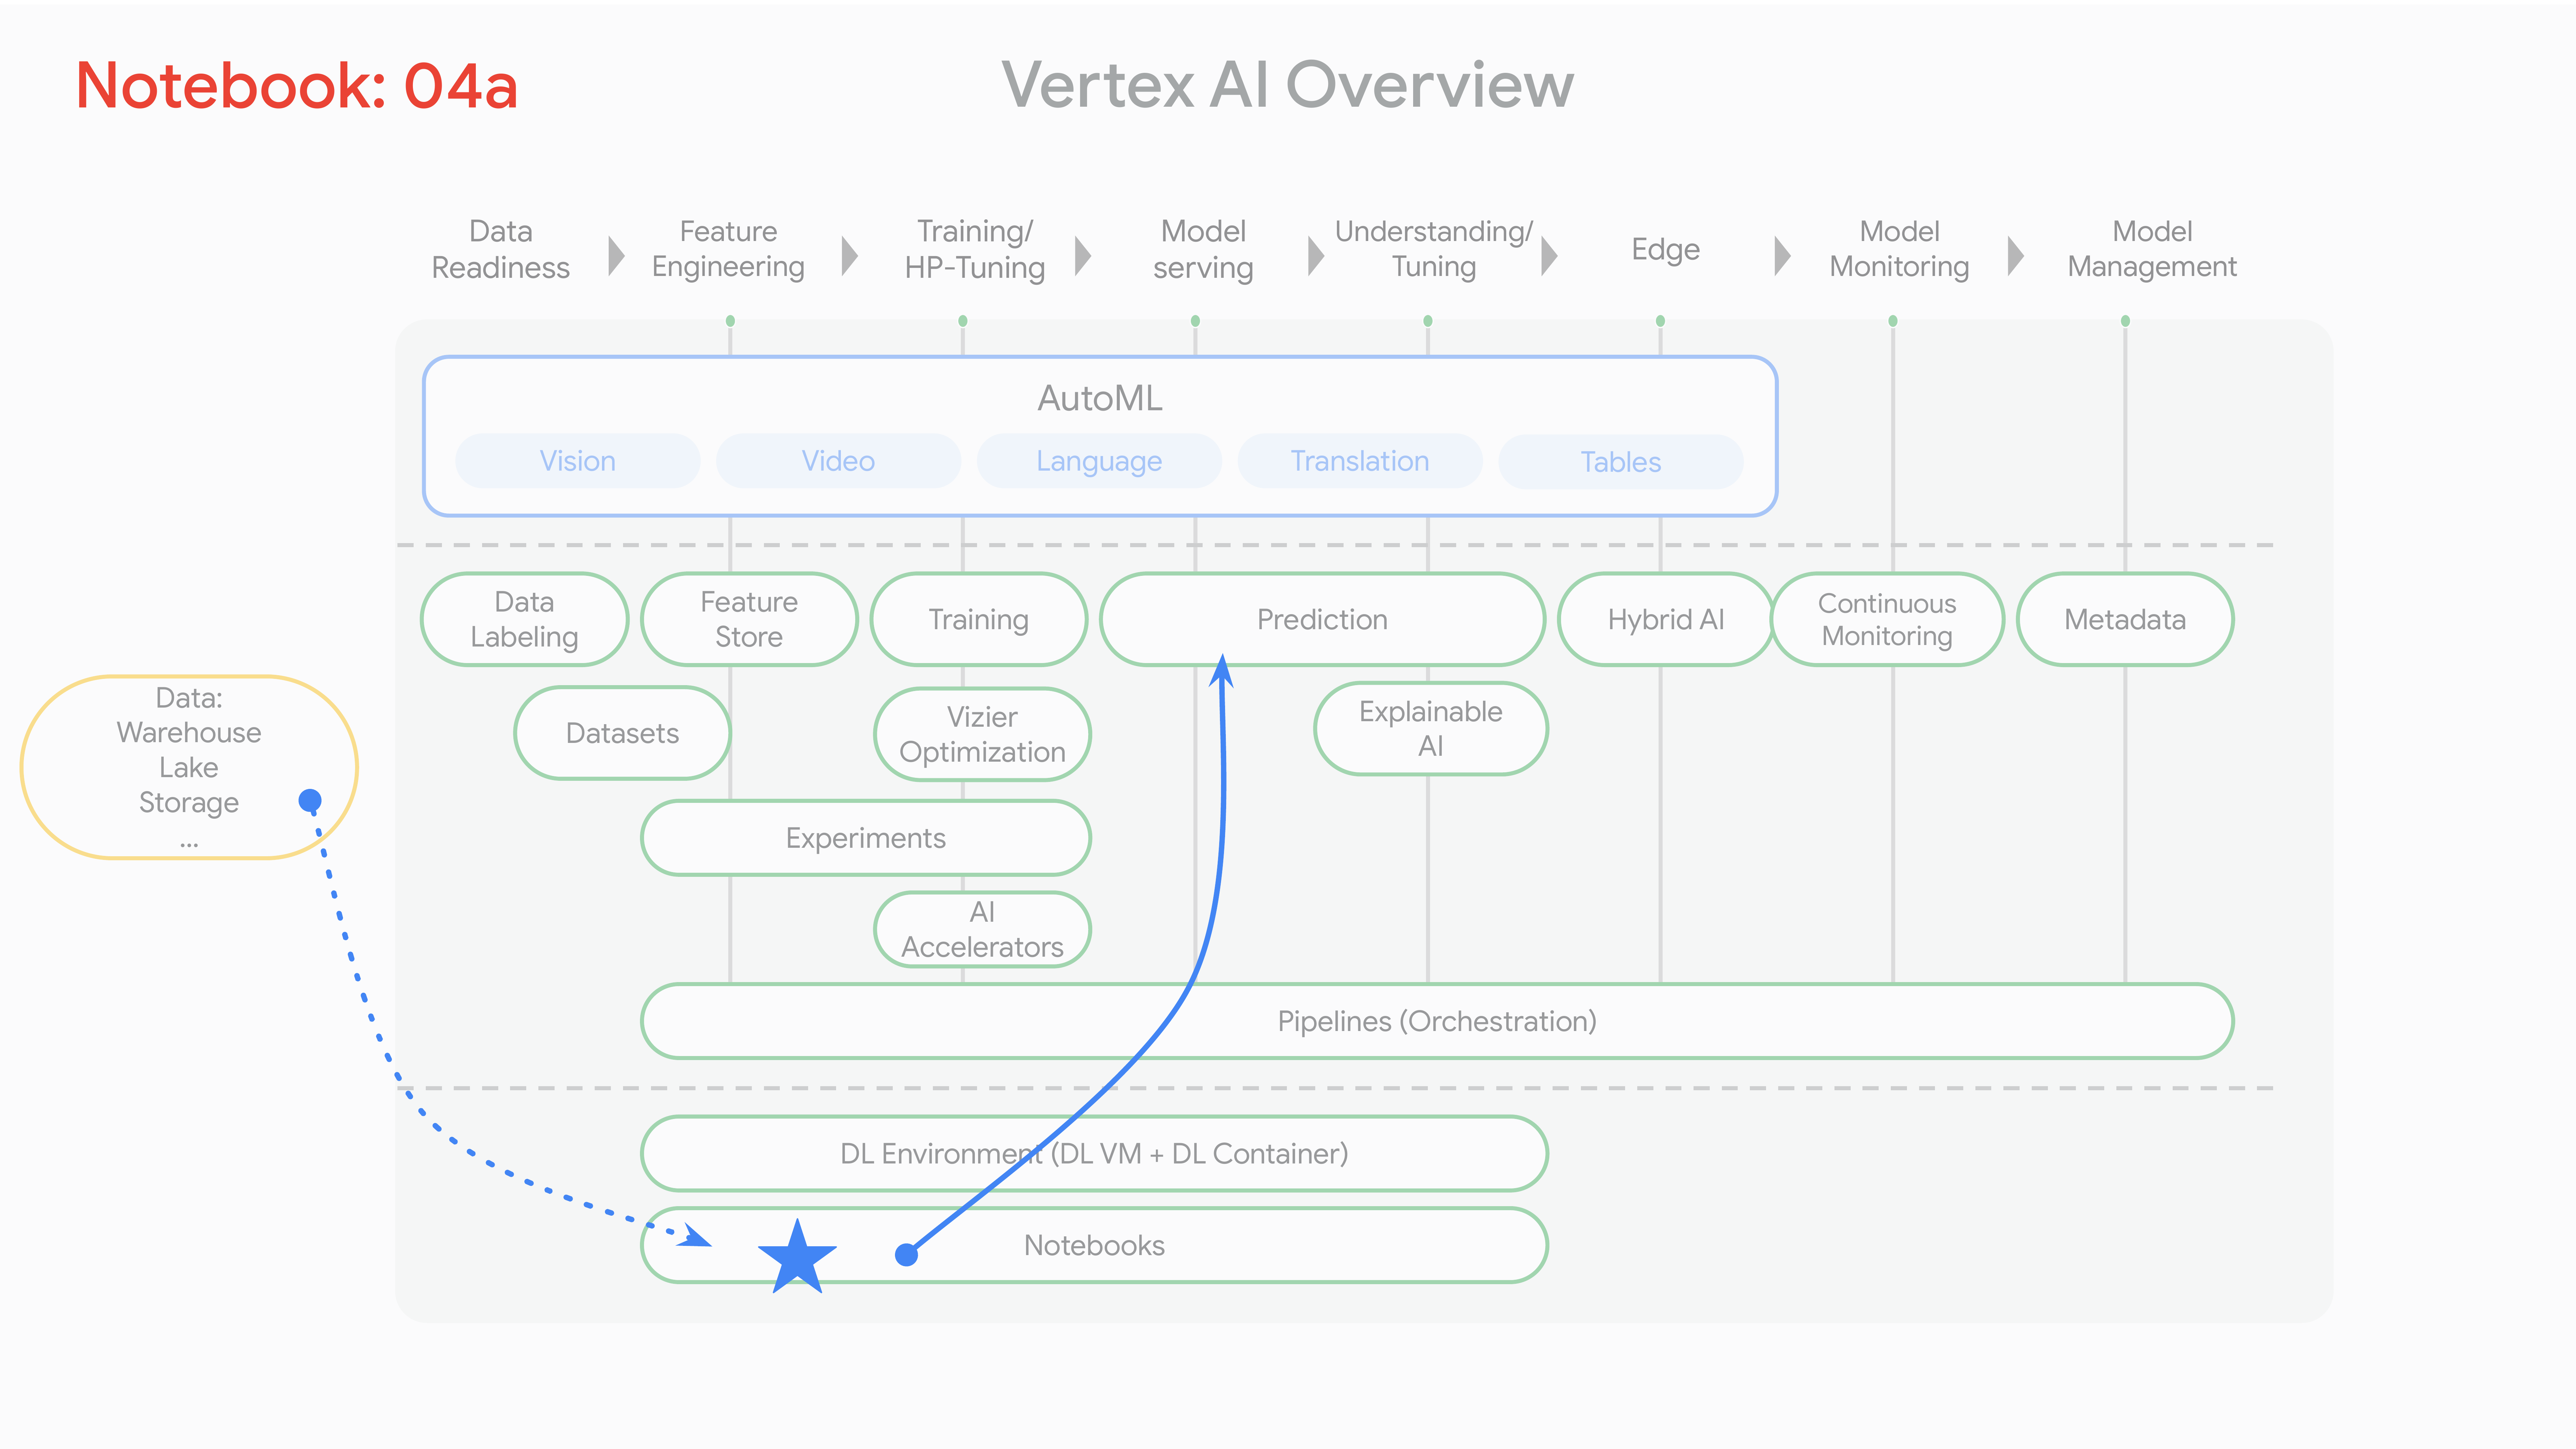 Notebook: 04a
Vertex AI Overview
Data
Readiness
Feature
Engineering
Training/
HP-Tuning
Model
serving
Understanding/
Tuning
Edge
Model
Monitoring
Model
Management
AutoML
Vision
Video
Language
Translation
Tables
Data
Labeling
Feature
Store
Training
Prediction
Hybrid AI
Continuous
Monitoring
Metadata
Data:
Warehouse
Lake
Storage
...
Datasets
Vizier
Optimization
Explainable
AI
Experiments
AI
Accelerators
Pipelines (Orchestration)
DL Environment (DL VM + DL Container)
Notebooks